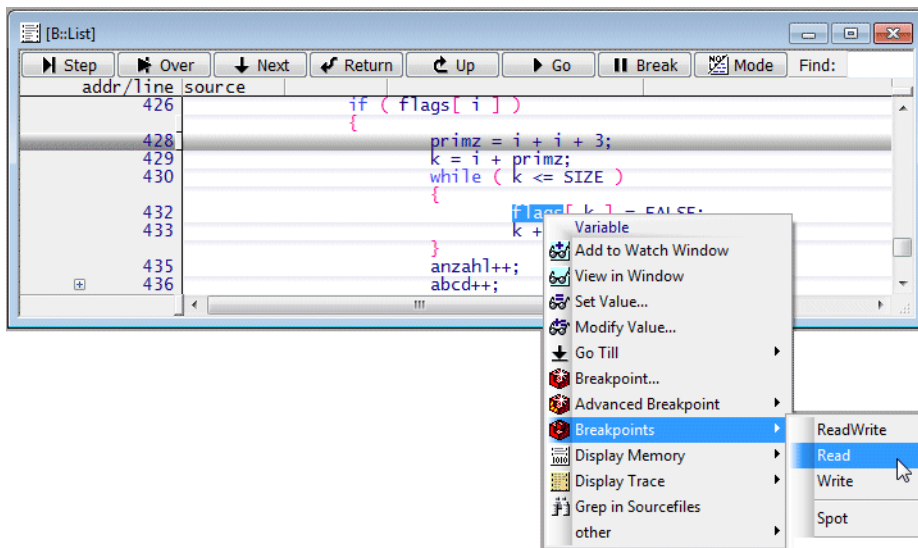 [B::List]
Step Over Next Return Up Go Break Mode Find:
addr/line source
426 if ( flags[ i ] )
{
428 primz = i + i + 3;
429 k = i + primz;
430 while ( k <= SIZE )
{
432 flags[ k ] = FALSE;
433 k +
}
435 anzahl++;
436 abcd++;
Variable
Add to Watch Window
View in Window
Set Value...
Modify Value...
Go Till
Breakpoint...
Advanced Breakpoint
Breakpoints
Display Memory
Display Trace
Grep in Sourcefiles
other
ReadWrite
Read
Write
Spot